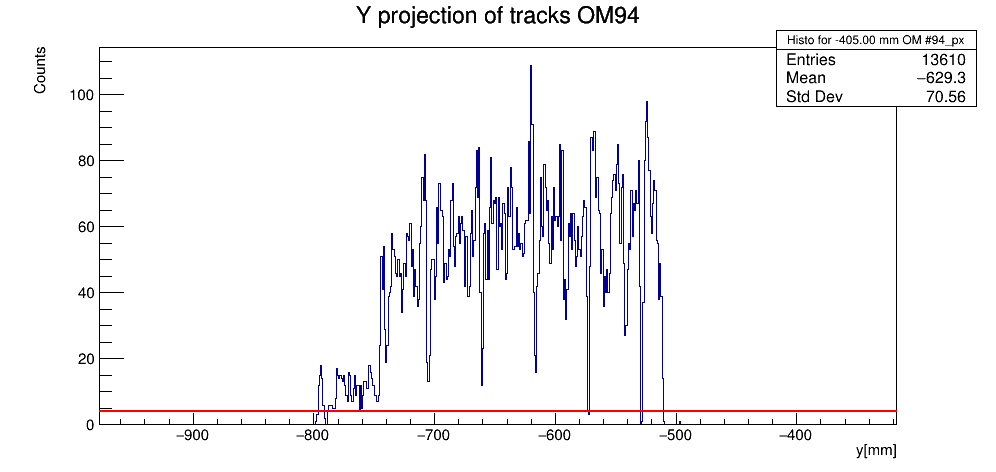 Y projection of tracks OM94
Histo for -405.00 mm OM #94_px
Entries 13610
Mean −629.3
Std Dev 70.56
Counts
100
80
60
40
20
0
−900 −800 −700 −600 −500 −400
y[mm]